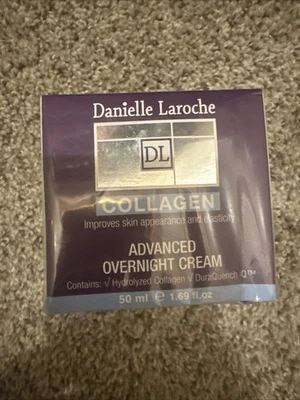 Danielle Laroche
DL
COLLAGEN
Improves skin appearance and elasticity
ADVANCED
OVERNIGHT CREAM
Contains: √ Hydrolyzed Collagen √ DuraQuench IQ™
50 ml ℮ 1.69 fl.oz